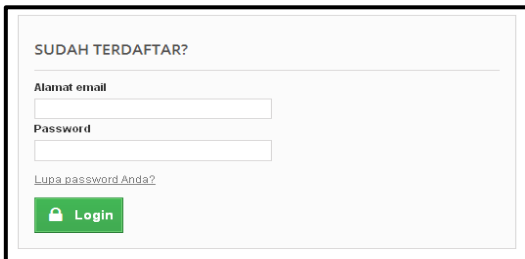 SUDAH TERDAFTAR?
Alamat email
Password
Lupa password Anda?
Login